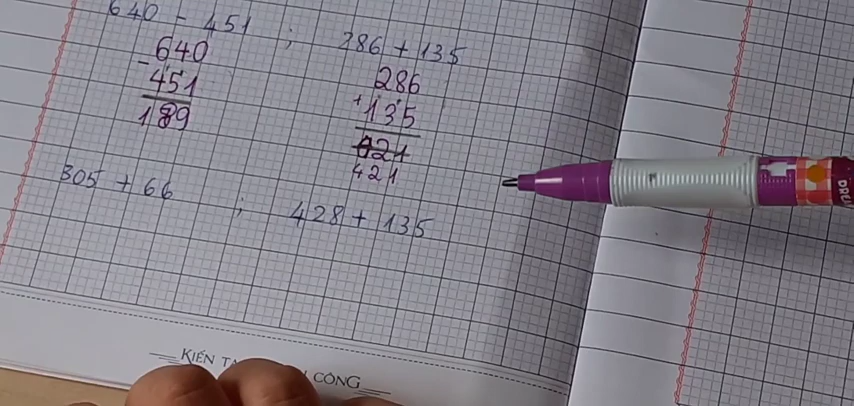 640 - 451 ; 286 + 135
- 640
451
189
286
+ 135
421
421
305 + 66 ; 428 + 135
KIẾN CÔNG